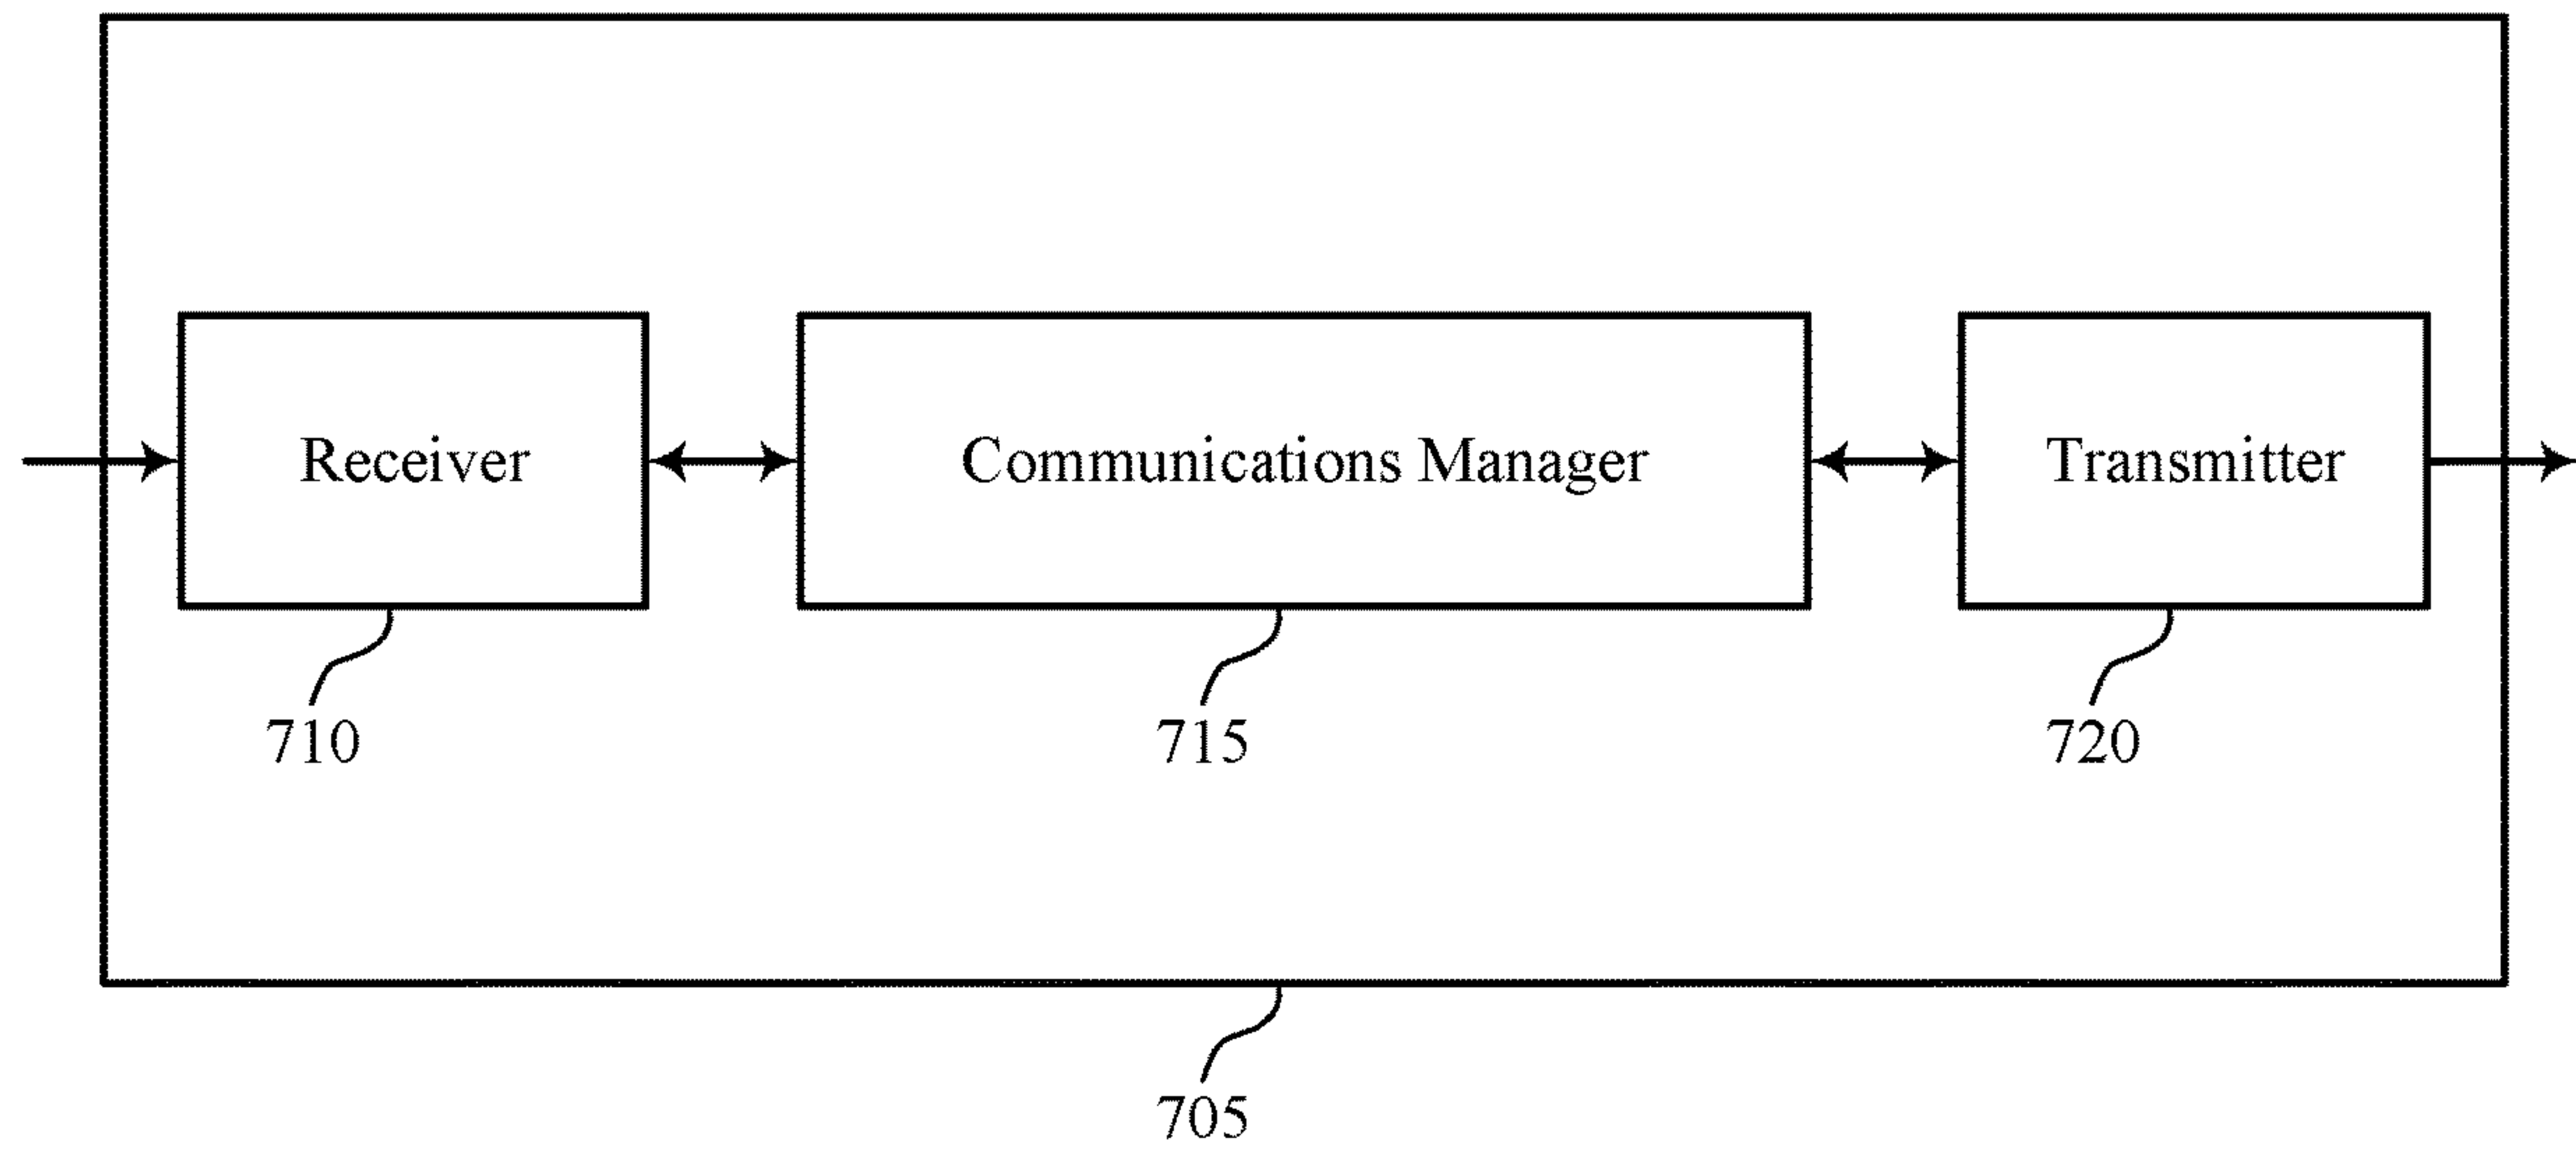 Receiver
Communications Manager
Transmitter
710
715
720
705